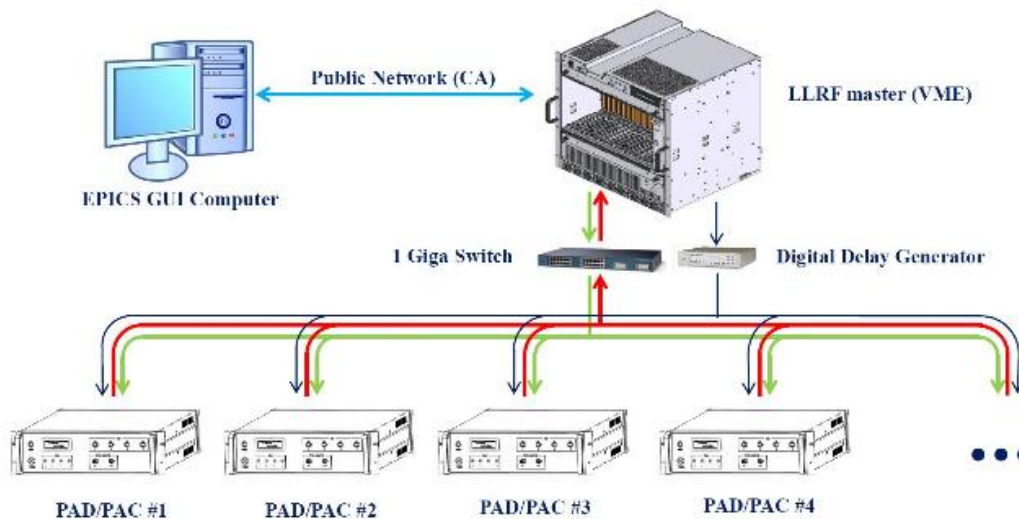 Public Network (CA)
LLRF master (VME)
EPICS GUI Computer
1 Giga Switch
Digital Delay Generator
PAD/PAC #1
PAD/PAC #2
PAD/PAC #3
PAD/PAC #4